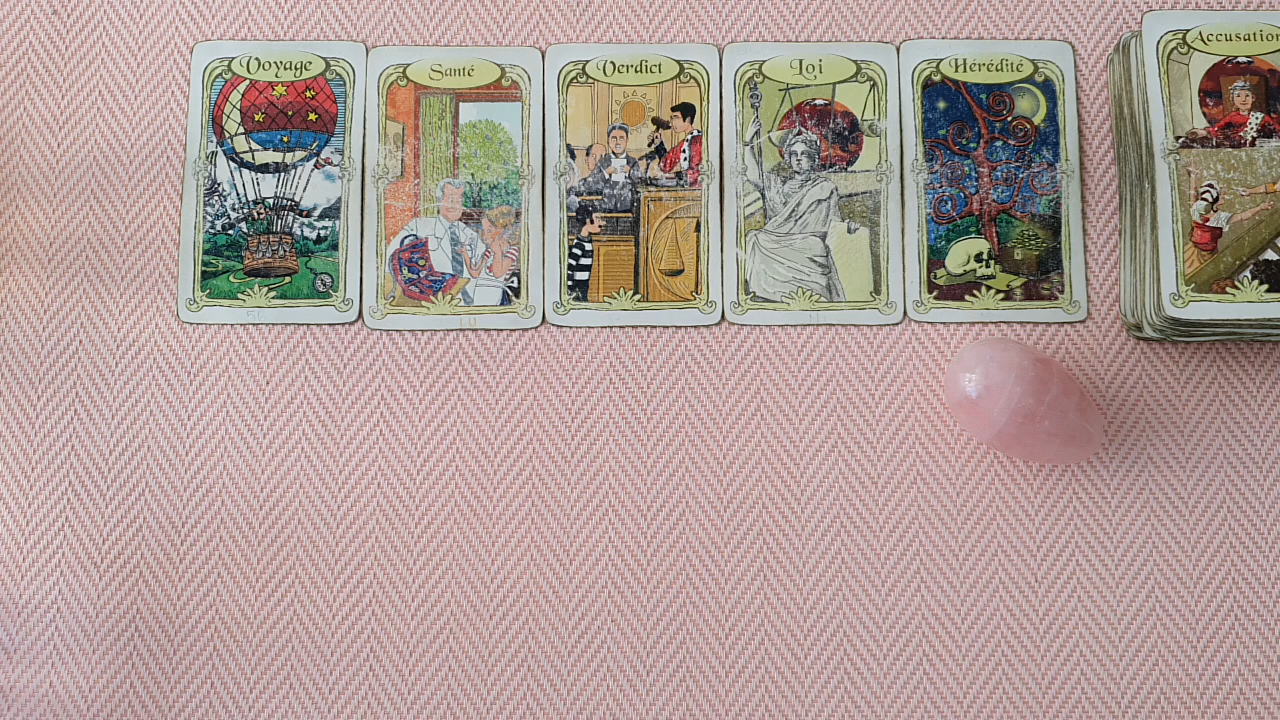 Voyage
Santé
Verdict
Loi
Hérédité
Accusation